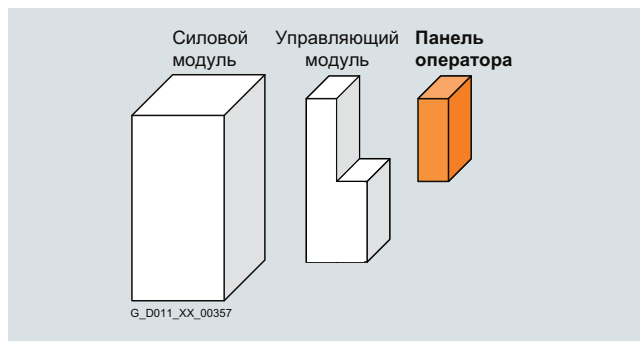 Силовой
модуль
Управляющий
модуль
Панель
оператора
G_D011_XX_00357